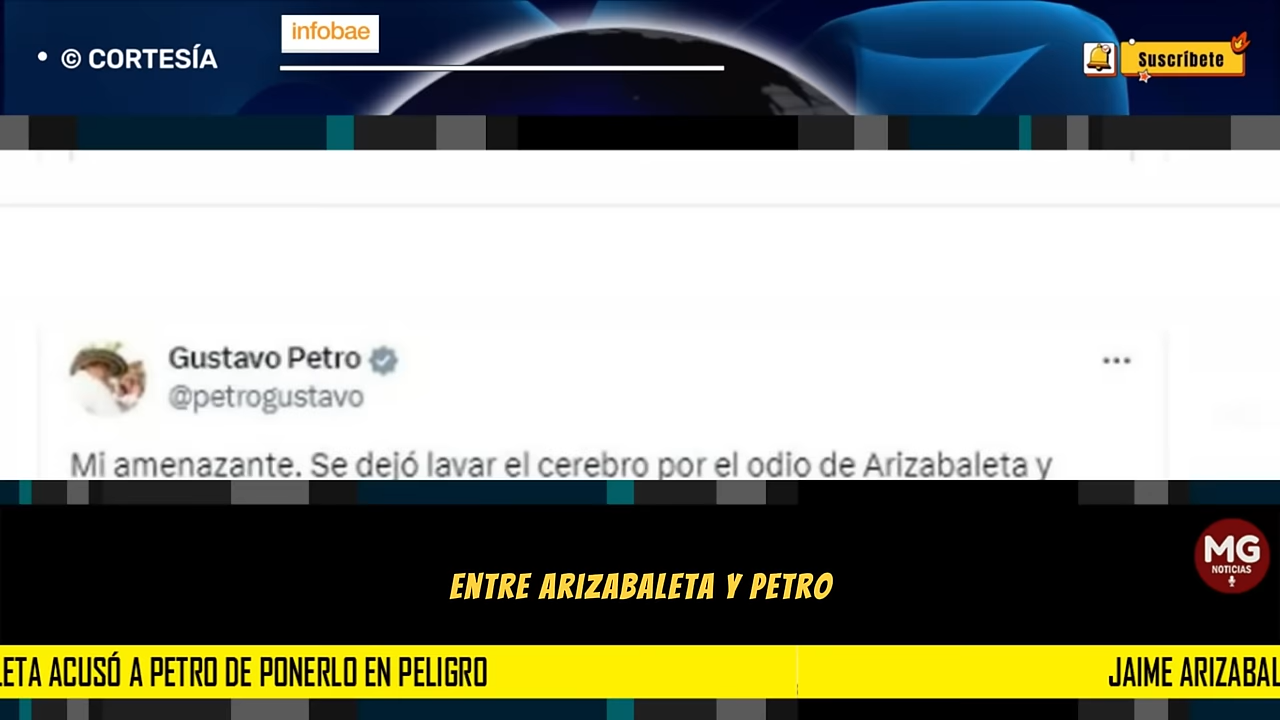 infobae
• © CORTESÍA
Suscríbete
Gustavo Petro
@petrogustavo
Mi amenazante. Se dejó lavar el cerebro por el odio de Arizabaleta y
MG
NOTICIAS
ENTRE ARIZABALETA Y PETRO
LETA ACUSÓ A PETRO DE PONERLO EN PELIGRO
JAIME ARIZABAL